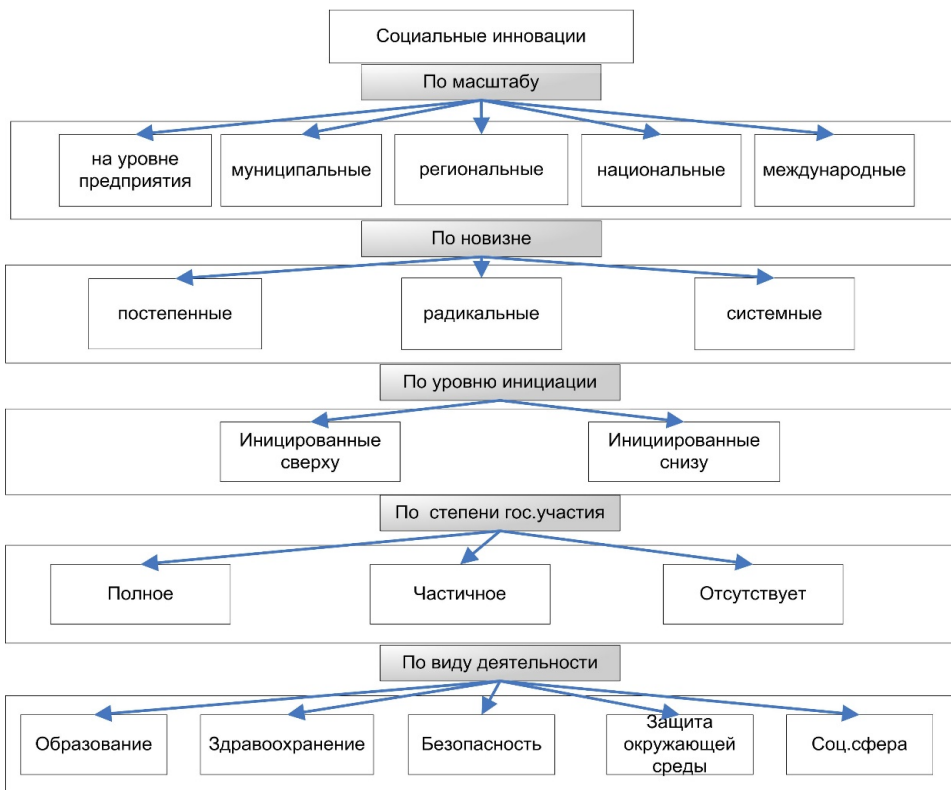 Социальные инновации
По масштабу
на уровне
предприятия
муниципальные
региональные
национальные
международные
По новизне
постепенные
радикальные
системные
По уровню инициации
Иницированные
сверху
Инициированные
снизу
По степени гос.участия
Полное
Частичное
Отсутствует
По виду деятельности
Образование
Здравоохранение
Безопасность
Защита
окружающей
среды
Соц.сфера